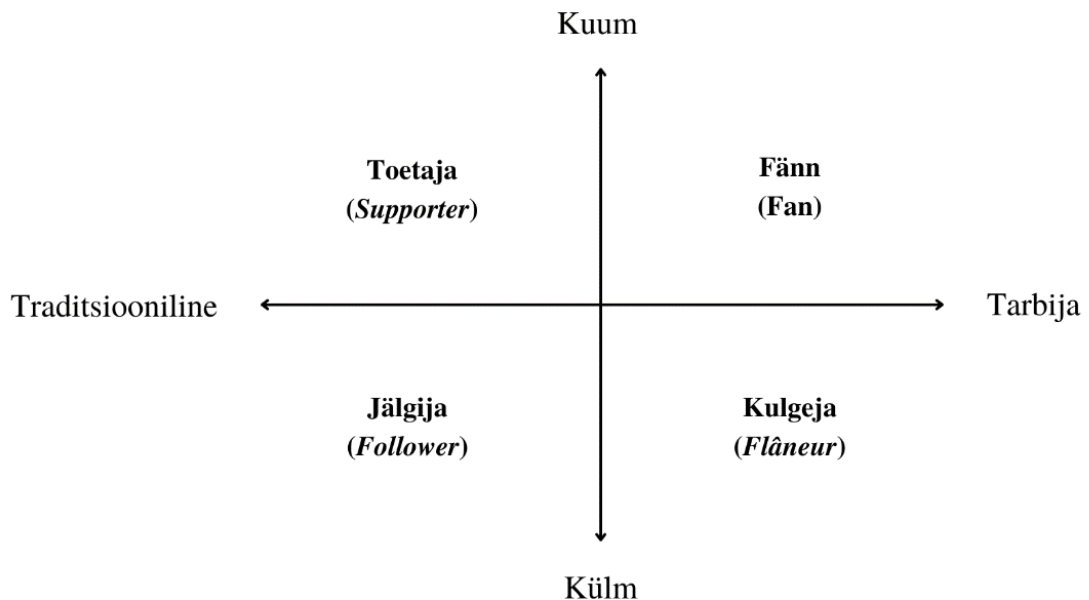 Kuum
Toetaja
(Supporter)
Fänn
(Fan)
Traditsiooniline
Tarbija
Jälgija
(Follower)
Kulgeja
(Flâneur)
Külm